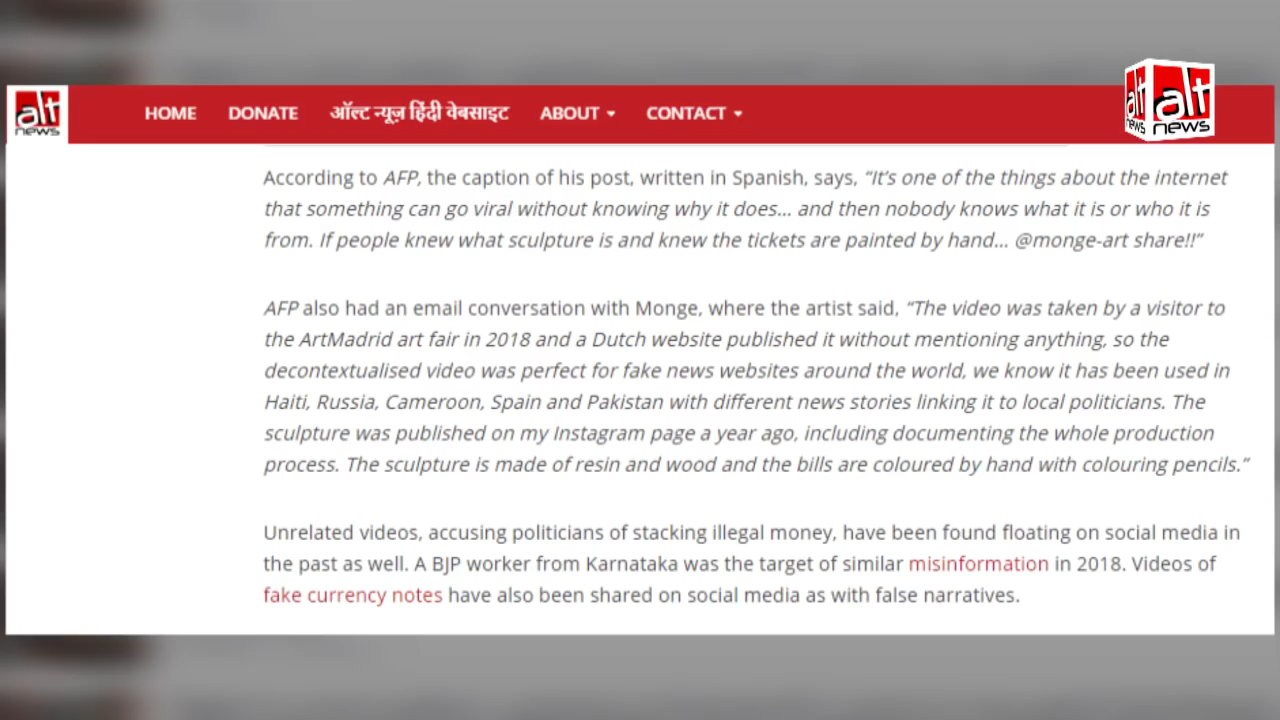 alt
news
HOME DONATE ऑल्ट न्यूज़ हिंदी वेबसाइट ABOUT CONTACT
alt
news
alt
news
According to AFP, the caption of his post, written in Spanish, says, “It’s one of the things about the internet
that something can go viral without knowing why it does... and then nobody knows what it is or who it is
from. If people knew what sculpture is and knew the tickets are painted by hand... @monge-art share!!”
AFP also had an email conversation with Monge, where the artist said, “The video was taken by a visitor to
the ArtMadrid art fair in 2018 and a Dutch website published it without mentioning anything, so the
decontextualised video was perfect for fake news websites around the world, we know it has been used in
Haiti, Russia, Cameroon, Spain and Pakistan with different news stories linking it to local politicians. The
sculpture was published on my Instagram page a year ago, including documenting the whole production
process. The sculpture is made of resin and wood and the bills are coloured by hand with colouring pencils.”
Unrelated videos, accusing politicians of stacking illegal money, have been found floating on social media in
the past as well. A BJP worker from Karnataka was the target of similar misinformation in 2018. Videos of
fake currency notes have also been shared on social media as with false narratives.